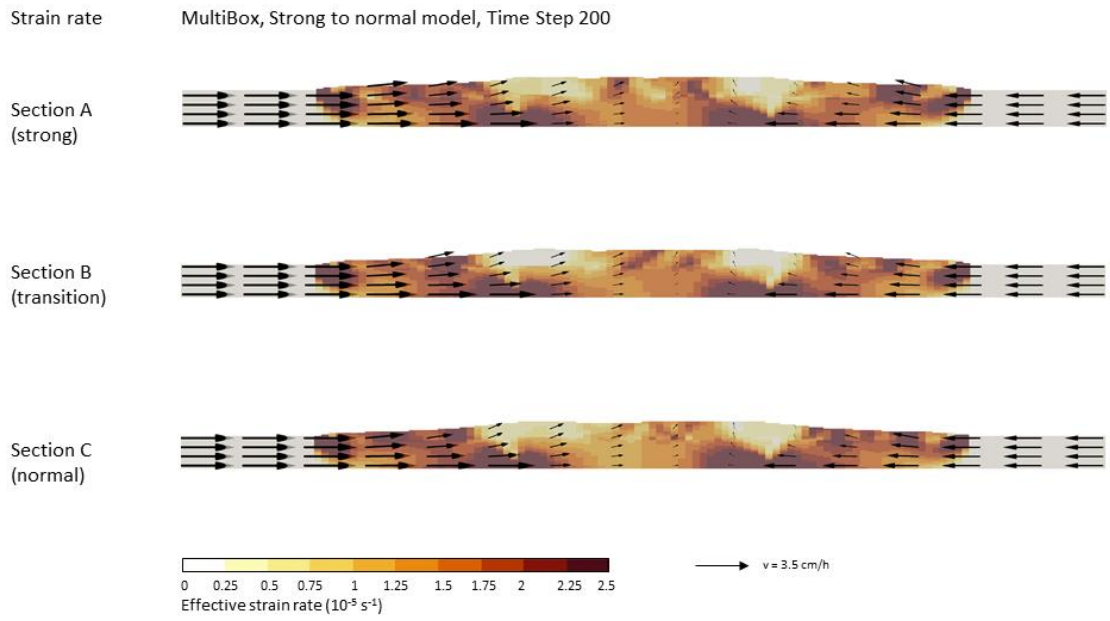 Strain rate
MultiBox, Strong to normal model, Time Step 200
Section A
(strong)
Section B
(transition)
Section C
(normal)
0 0.25 0.5 0.75 1 1.25 1.5 1.75 2 2.25 2.5
Effective strain rate (10⁻⁵ s⁻¹)
v = 3.5 cm/h